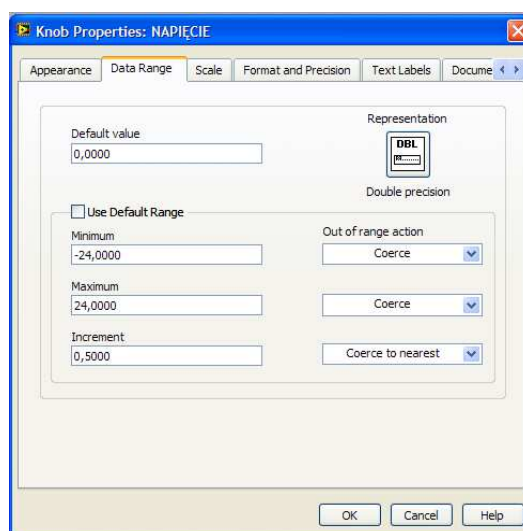 Knob Properties: NAPIĘCIE
Appearance Data Range Scale Format and Precision Text Labels Docume
Representation
Default value
0,0000
DBL
Double precision
Use Default Range
Minimum Out of range action
-24,0000 Coerce
Maximum
24,0000 Coerce
Increment
0,5000 Coerce to nearest
OK Cancel Help